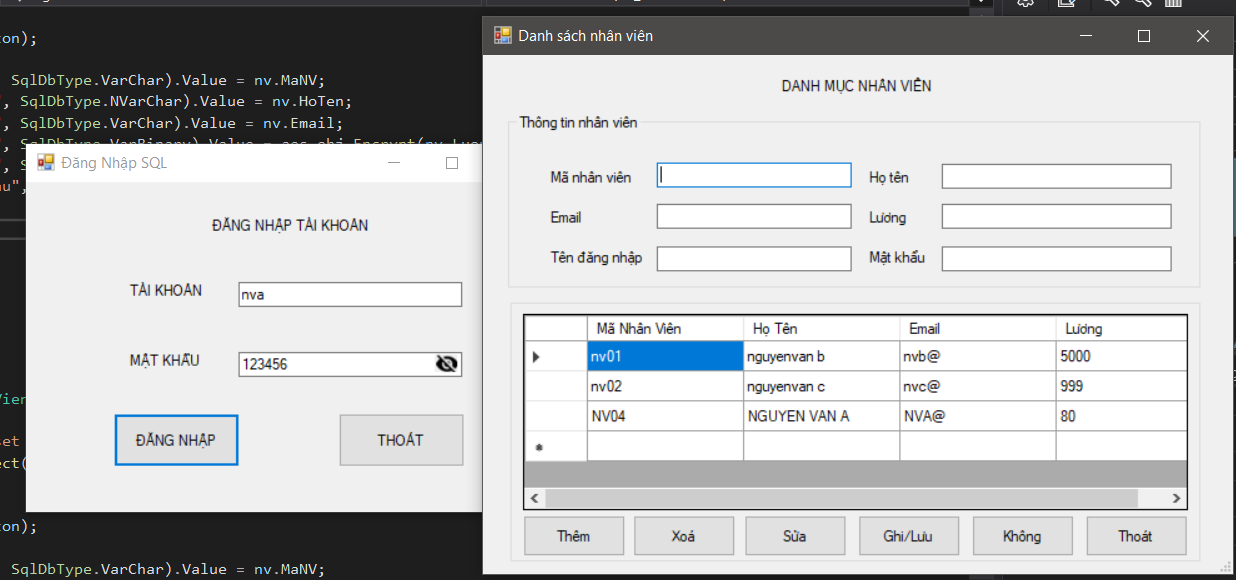 ton);
SqlDbType.VarChar).Value = nv.MaNV;
, SqlDbType.NVarChar).Value = nv.HoTen;
, SqlDbType.VarChar).Value = nv.Email;
Đăng Nhập SQL
ĐĂNG NHẬP TÀI KHOẢN
TÀI KHOẢN
nva
MẬT KHẨU
123456
ĐĂNG NHẬP
THOÁT
ect(
ton);
SqlDbType.VarChar).Value = nv.MaNV;
Danh sách nhân viên
DANH MỤC NHÂN VIÊN
Thông tin nhân viên
Mã nhân viên
Họ tên
Email
Lương
Tên đăng nhập
Mật khẩu
Mã Nhân Viên Họ Tên Email Lương
nv01 nguyenvan b nvb@ 5000
nv02 nguyenvan c nvc@ 999
NV04 NGUYEN VAN A NVA@ 80
Thêm Xoá Sửa Ghi/Lưu Không Thoát